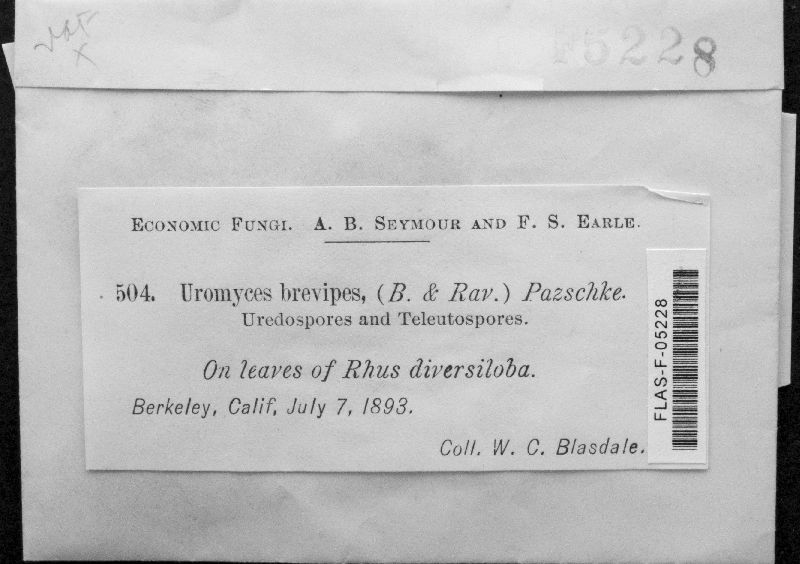 F5228
ECONOMIC FUNGI. A. B. SEYMOUR AND F. S. EARLE.
504. Uromyces brevipes, (B. & Rav.) Pazschke.
Uredospores and Teleutospores.
On leaves of Rhus diversiloba.
Berkeley, Calif, July 7, 1893.
Coll. W. C. Blasdale.
FLAS-F-05228